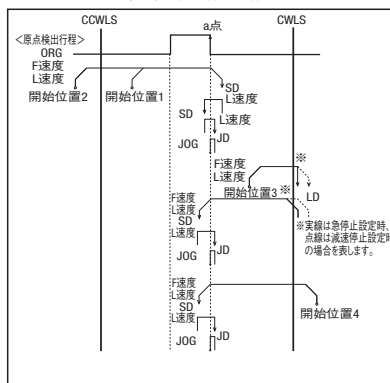 CCWLS
CWLS
a点
<原点検出行程>
ORG
F速度
L速度
開始位置2
開始位置1
SD
L速度
SD
L速度
JOG
JD
F速度
L速度
※
開始位置3
※
LD
F速度
L速度
SD
※実線は急停止設定時、
点線は減速停止設定時
の場合を表します。
L速度
JOG
JD
F速度
L速度
SD
開始位置4
L速度
JOG
JD